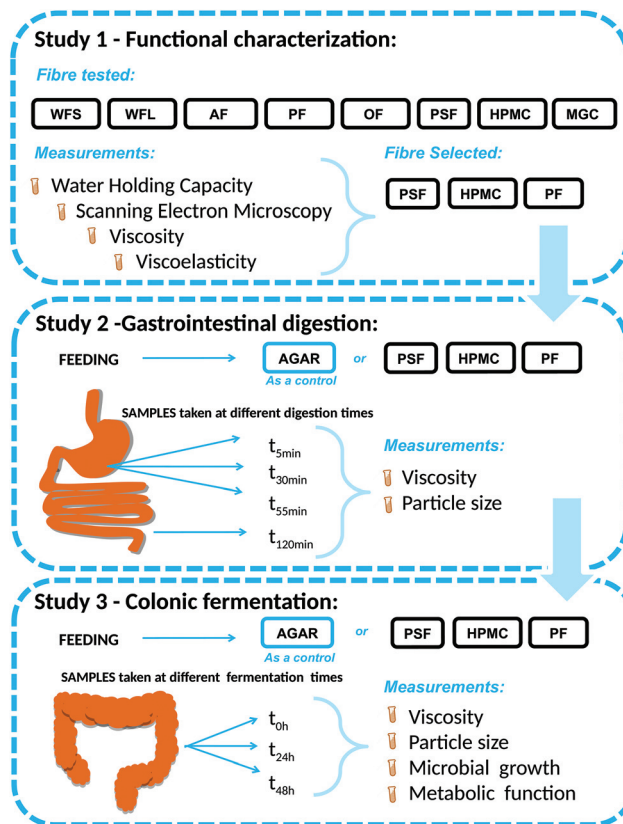 Study 1 - Functional characterization:
Fibre tested:
WFS WFL AF PF OF PSF HPMC MGC
Measurements:
Water Holding Capacity
Scanning Electron Microscopy
Viscosity
Viscoelasticity
Fibre Selected:
PSF HPMC PF
Study 2 -Gastrointestinal digestion:
FEEDING AGAR or PSF HPMC PF
As a control
SAMPLES taken at different digestion times
t5min
t30min
t55min
t120min
Measurements:
Viscosity
Particle size
Study 3 - Colonic fermentation:
FEEDING AGAR or PSF HPMC PF
As a control
SAMPLES taken at different fermentation times
t0h
t24h
t48h
Measurements:
Viscosity
Particle size
Microbial growth
Metabolic function